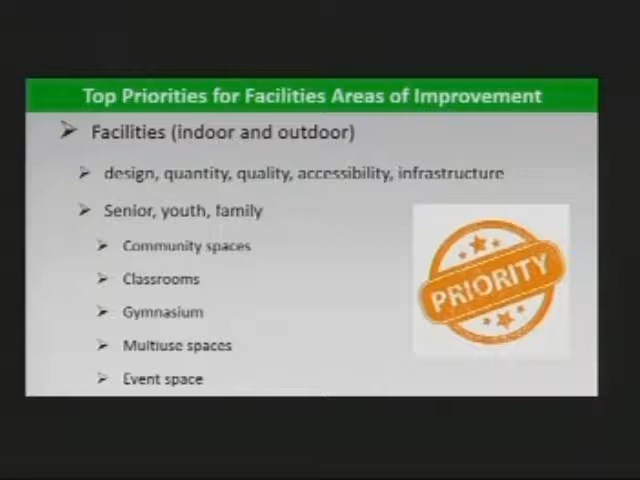 Top Priorities for Facilities Areas of Improvement
Facilities (indoor and outdoor)
design, quantity, quality, accessibility, infrastructure
Senior, youth, family
Community spaces
Classrooms
Gymnasium
Multiuse spaces
Event space
PRIORITY